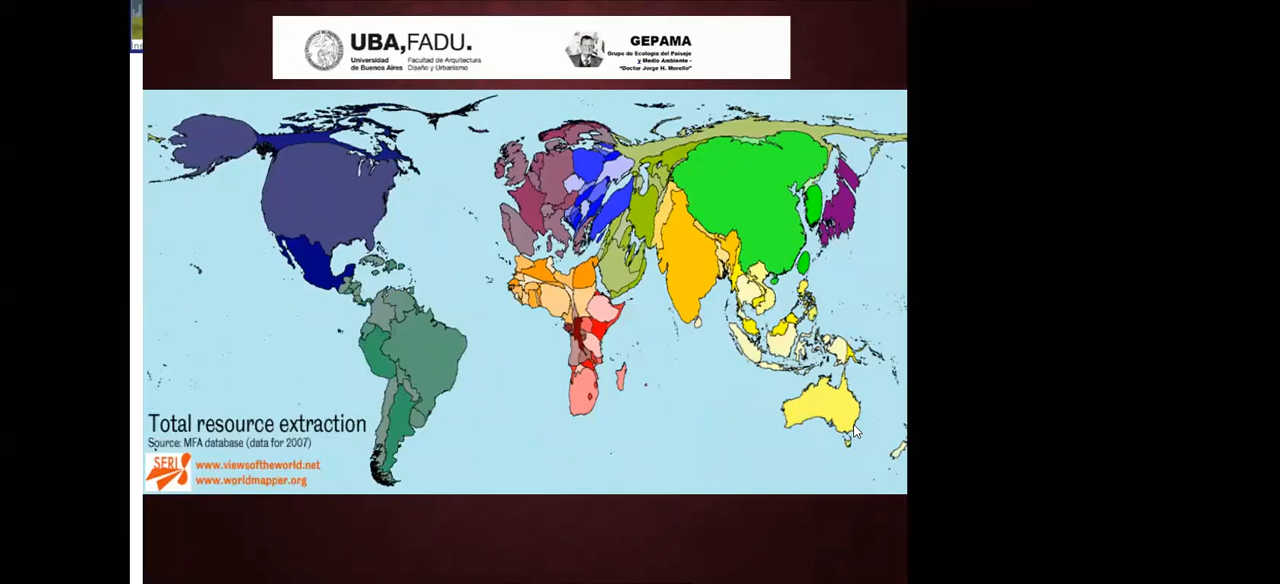 UBA,FADU.
Universidad
de Buenos Aires
Facultad de Arquitectura
Diseño y Urbanismo
GEPAMA
Grupo de Ecología del Paisaje
y Medio Ambiente -
"Doctor Jorge H. Morello"
Total resource extraction
Source: MFA database (data for 2007)
SERI
www.viewsoftheworld.net
www.worldmapper.org